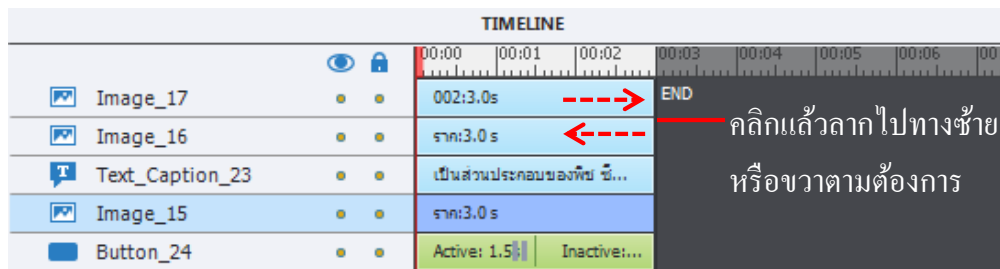 TIMELINE
00:00 00:01 00:02 00:03 00:04 00:05 00:06 00
Image_17 002:3.0s END
Image_16 ราก:3.0 s
คลิกแล้วลากไปทางซ้าย
Text_Caption_23 เป็นส่วนประกอบของพืช ซึ่...
หรือขวาตามต้องการ
Image_15 ราก:3.0 s
Button_24 Active: 1.5s Inactive:...